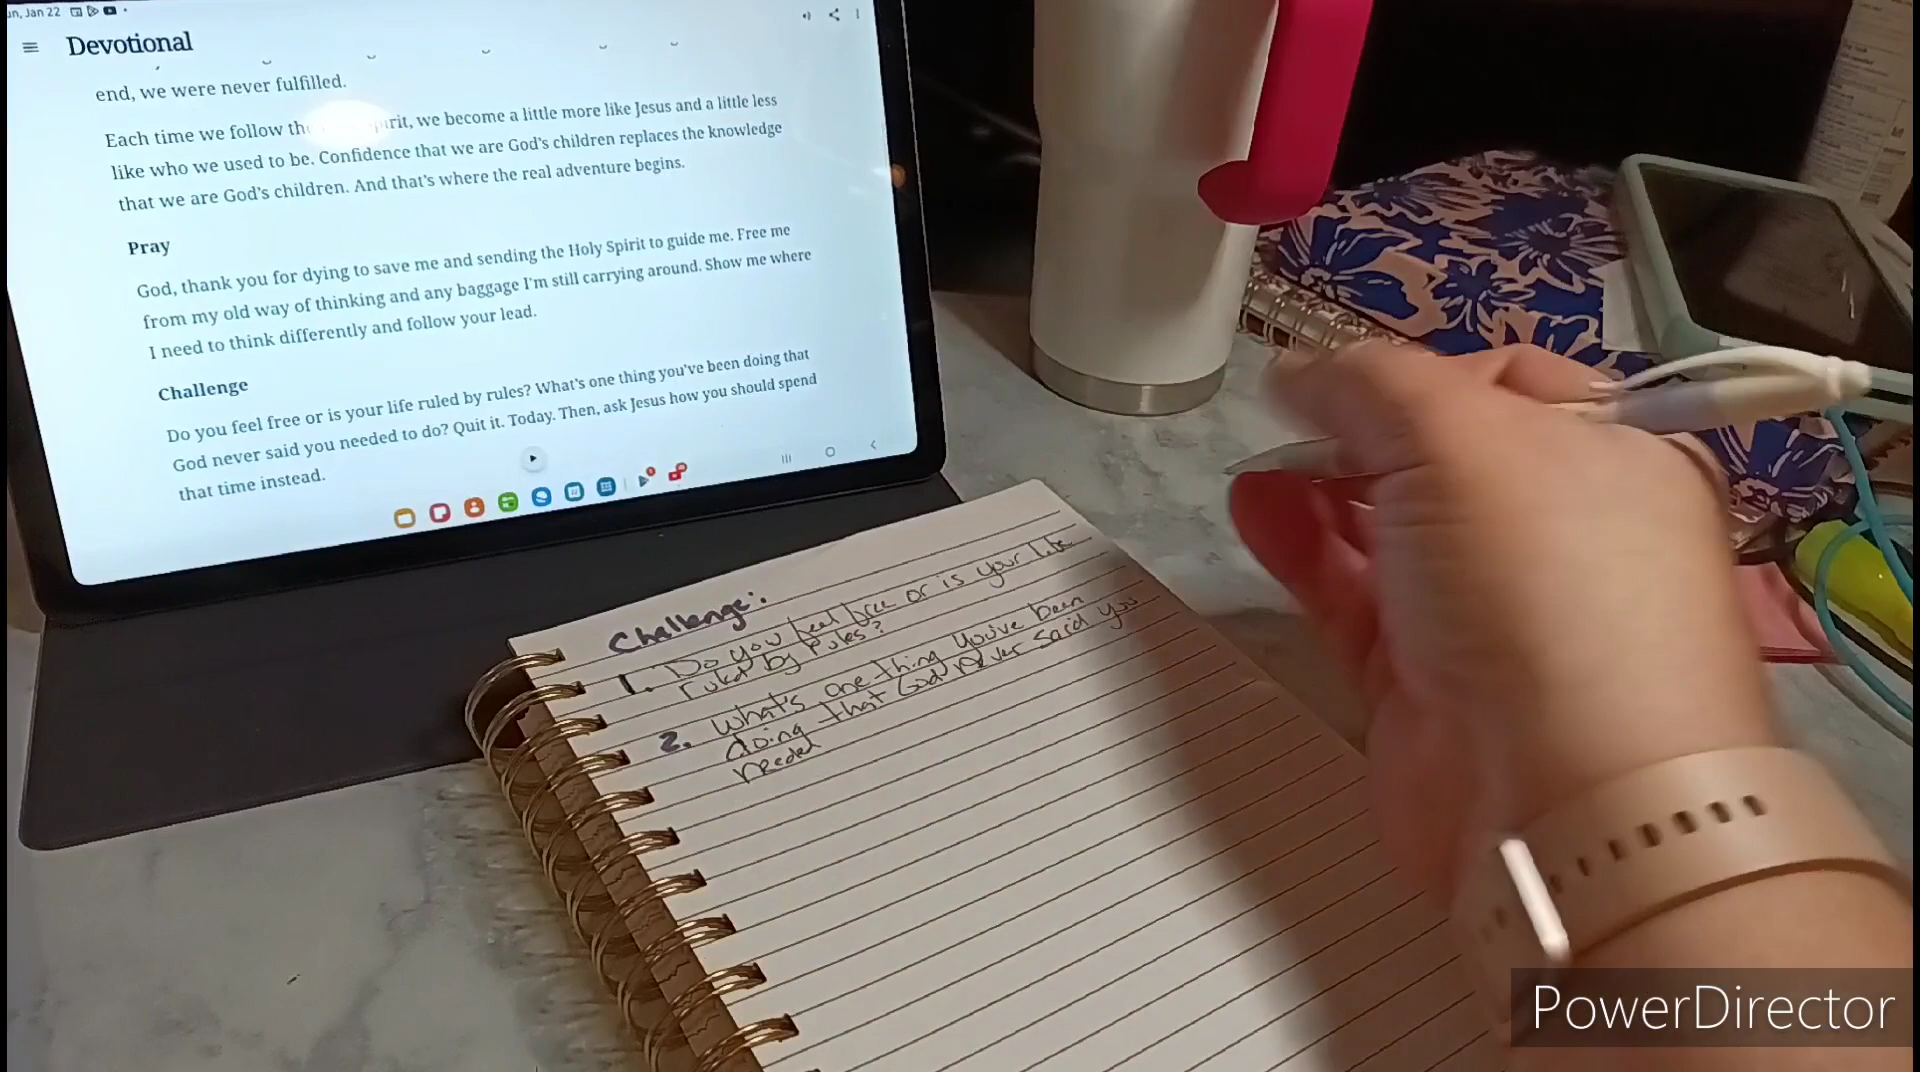 Jan 22
Devotional
end, we were never fulfilled.
Each time we follow the Spirit, we become a little more like Jesus and a little less
like who we used to be. Confidence that we are God's children replaces the knowledge
that we are God's children. And that's where the real adventure begins.
Pray
God, thank you for dying to save me and sending the Holy Spirit to guide me. Free me
from my old way of thinking and any baggage I'm still carrying around. Show me where
I need to think differently and follow your lead.
Challenge
Do you feel free or is your life ruled by rules? What's one thing you've been doing that
God never said you needed to do? Quit it. Today. Then, ask Jesus how you should spend
that time instead.
Challenge:
1. Do you feel free or is your life
ruled by rules?
2. What's one thing you've been
doing that God never said you
needed
PowerDirector